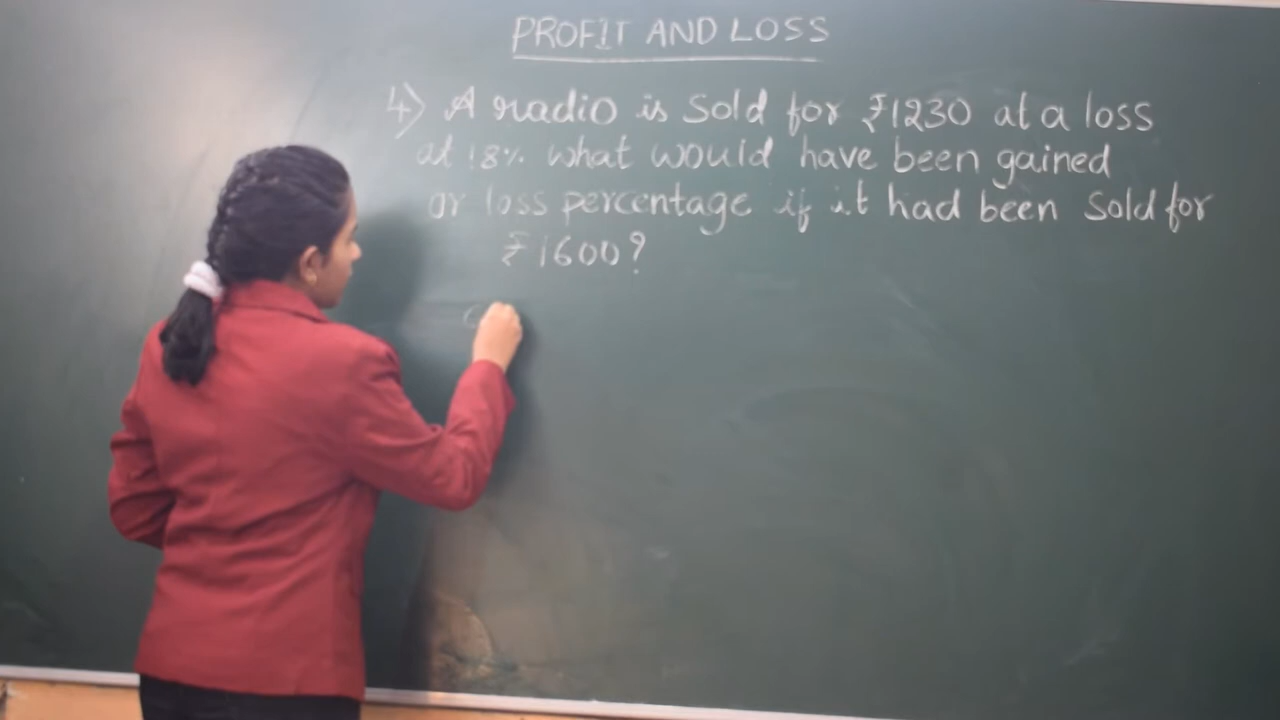 PROFIT AND LOSS
4) A radio is Sold for ₹1230 at a loss
at 18% what would have been gained
or loss percentage if it had been sold for
₹1600?